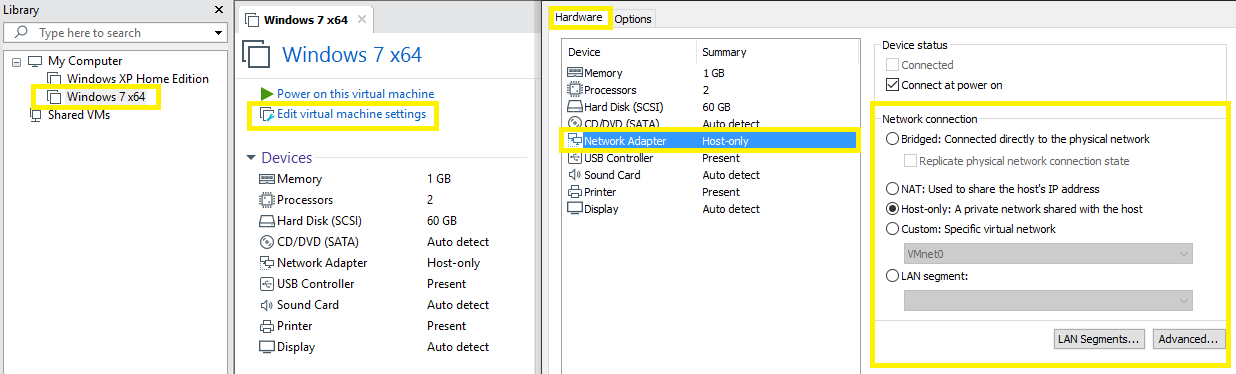 Library
Type here to search
My Computer
Windows XP Home Edition
Windows 7 x64
Shared VMs
Windows 7 x64
Windows 7 x64
Power on this virtual machine
Edit virtual machine settings
Devices
Memory 1 GB
Processors 2
Hard Disk (SCSI) 60 GB
CD/DVD (SATA) Auto detect
Network Adapter Host-only
USB Controller Present
Sound Card Auto detect
Printer Present
Display Auto detect
Hardware Options
Device Summary
Memory 1 GB
Processors 2
Hard Disk (SCSI) 60 GB
CD/DVD (SATA) Auto detect
Network Adapter Host-only
USB Controller Present
Sound Card Auto detect
Printer Present
Display Auto detect
Device status
Connected
Connect at power on
Network connection
Bridged: Connected directly to the physical network
Replicate physical network connection state
NAT: Used to share the host's IP address
Host-only: A private network shared with the host
Custom: Specific virtual network
VMnet0
LAN segment:
LAN Segments... Advanced...